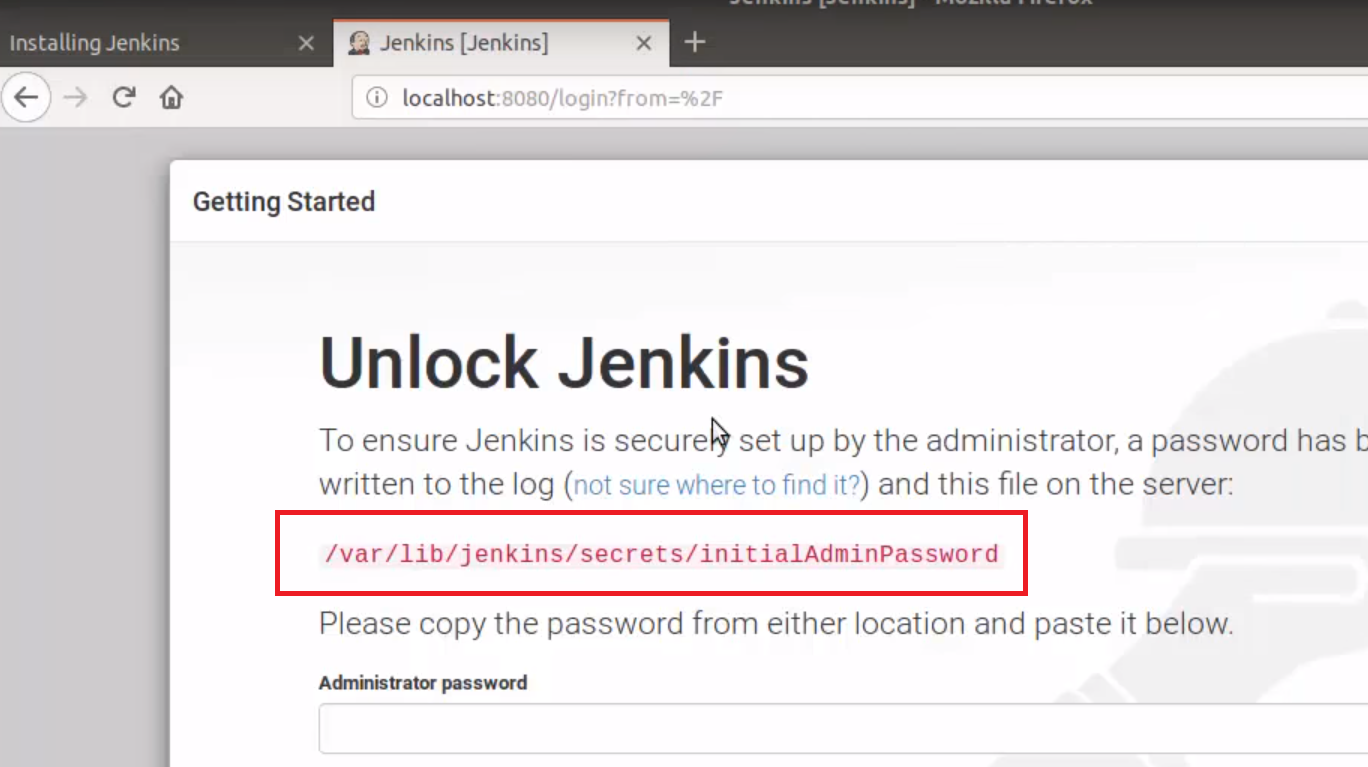 Jenkins [Jenkins] - Mozilla Firefox
Installing Jenkins
Jenkins [Jenkins]
localhost:8080/login?from=%2F
Getting Started
Unlock Jenkins
To ensure Jenkins is securely set up by the administrator, a password has b
written to the log (not sure where to find it?) and this file on the server:
/var/lib/jenkins/secrets/initialAdminPassword
Please copy the password from either location and paste it below.
Administrator password